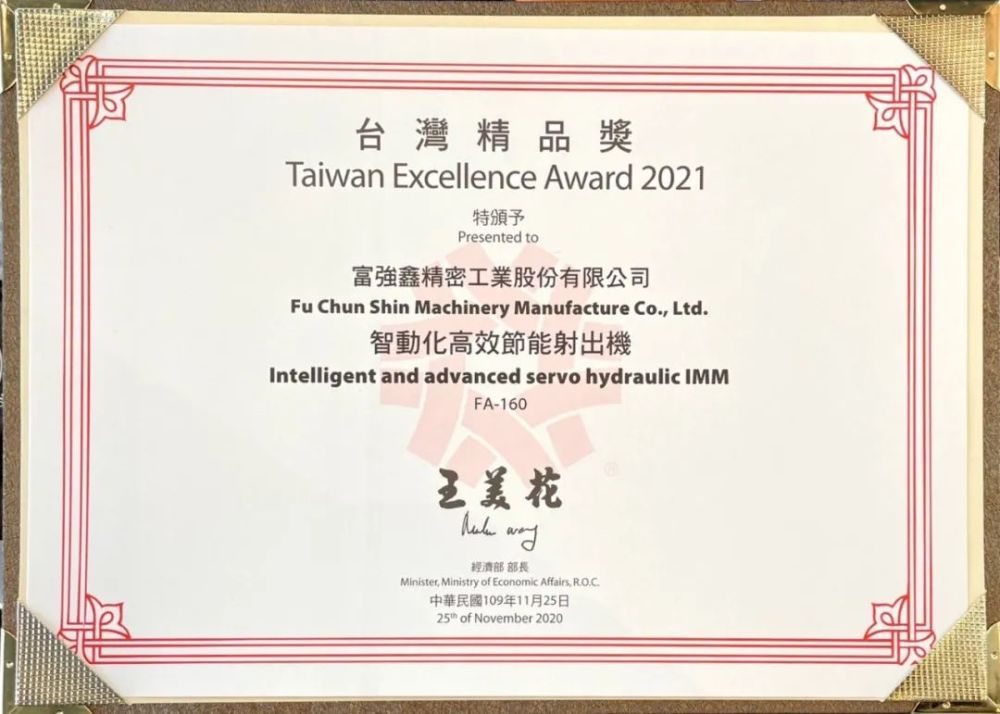 台灣精品獎
Taiwan Excellence Award 2021
特頒予
Presented to
富強鑫精密工業股份有限公司
Fu Chun Shin Machinery Manufacture Co., Ltd.
智動化高效節能射出機
Intelligent and advanced servo hydraulic IMM
FA-160
®
王美花
經濟部 部長
Minister, Ministry of Economic Affairs, R.O.C.
中華民國109年11月25日
25th of November 2020